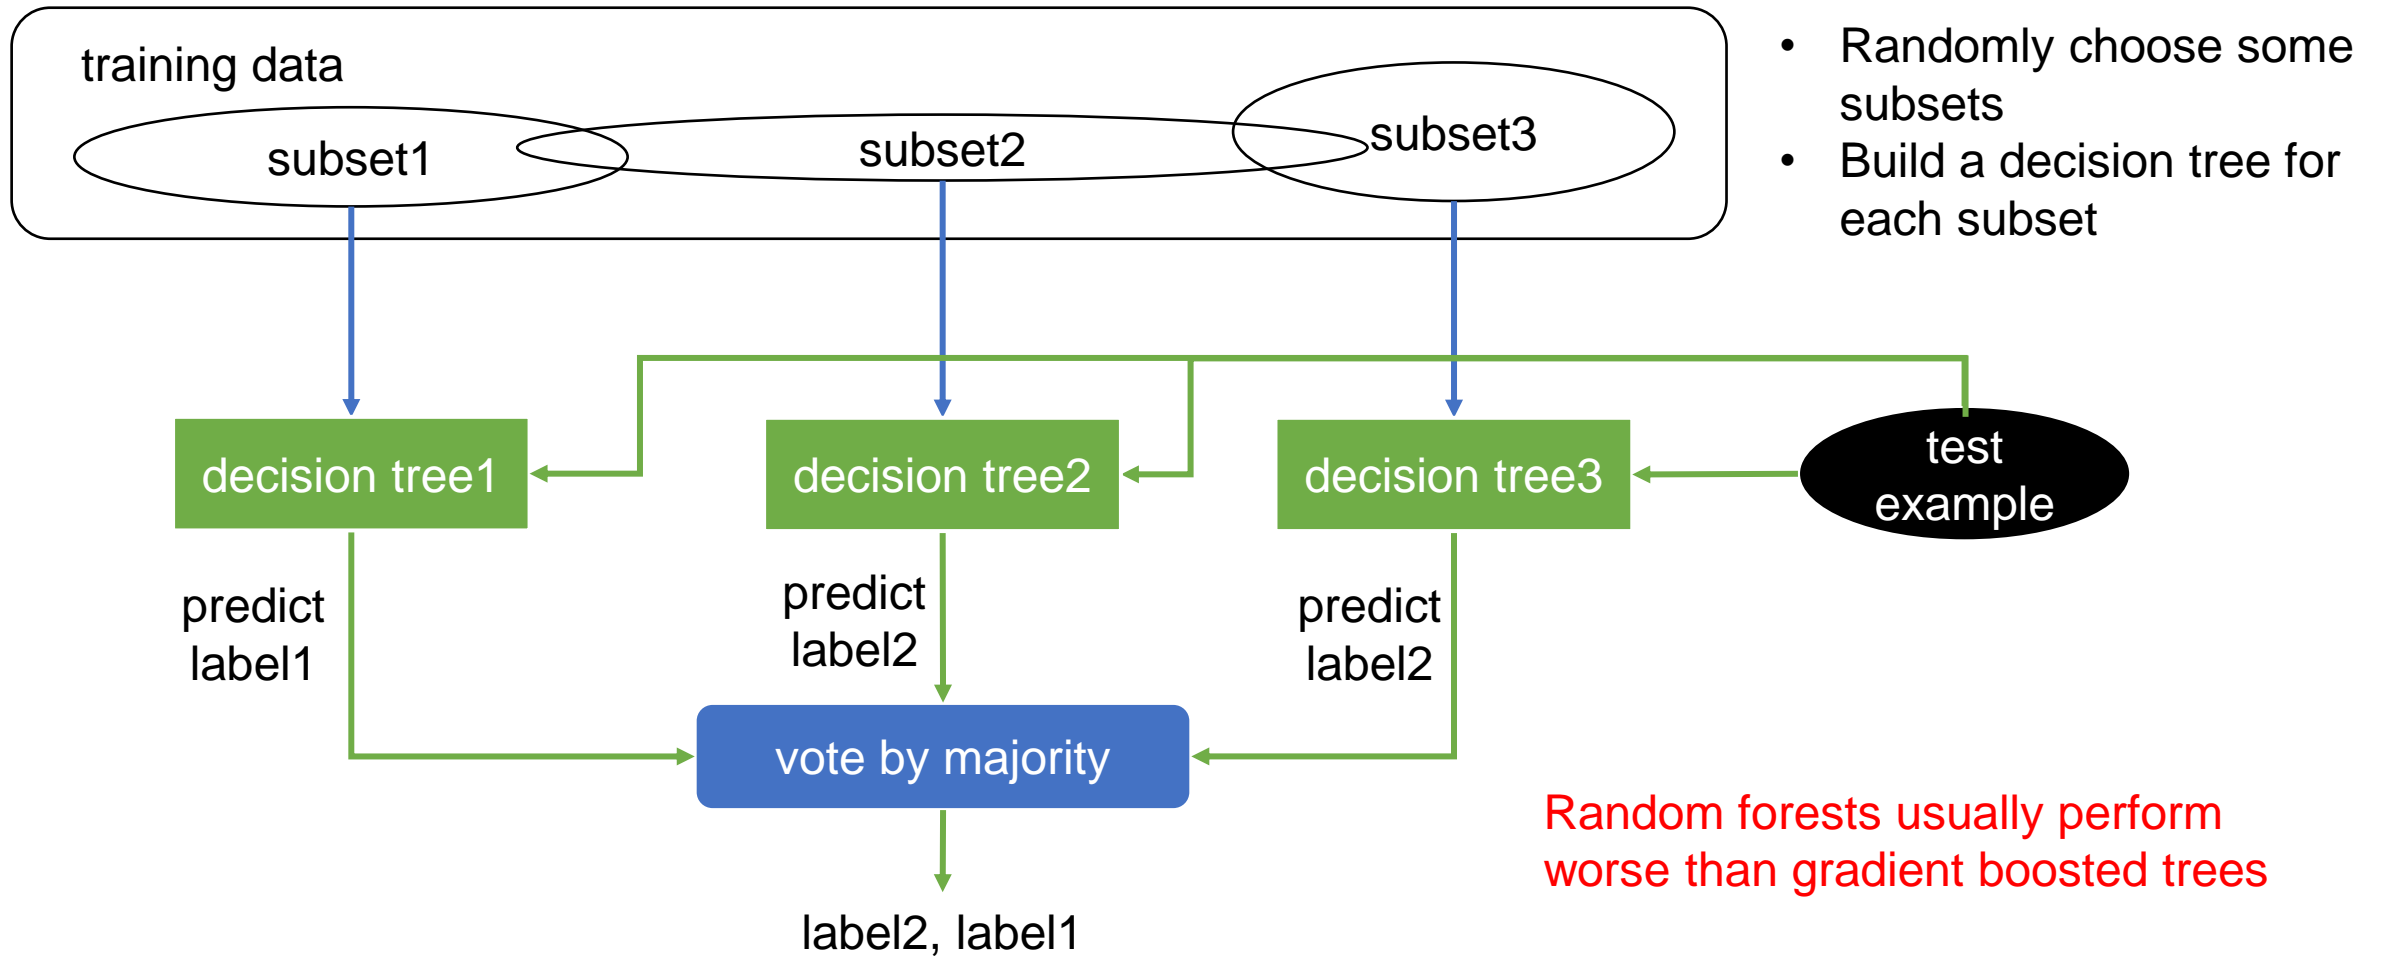 training data
subset1
subset2
subset3
• Randomly choose some
subsets
• Build a decision tree for
each subset
decision tree1
decision tree2
decision tree3
test
example
predict
label1
predict
label2
predict
label2
vote by majority
label2, label1
Random forests usually perform
worse than gradient boosted trees